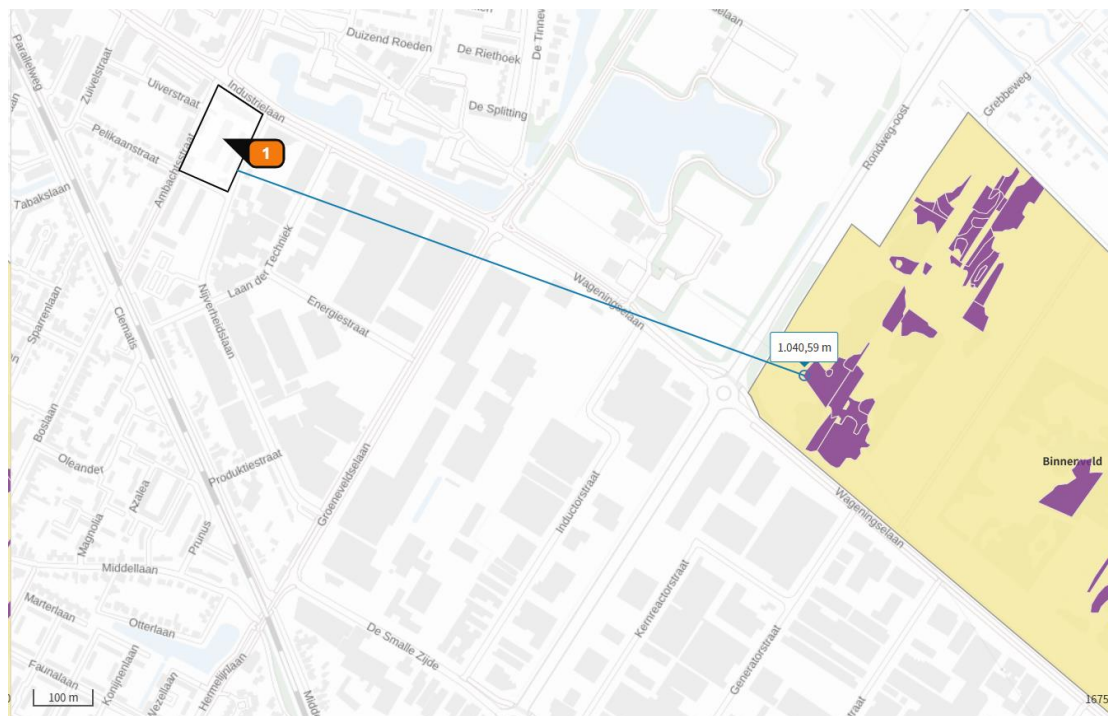 Duizend Roeden
De Riethoek
De Tinne
Parallelweg
Zuivelstraat
Uiverstraat
Industrielaan
De Splitting
Grebbeweg
Rondweg-oost
Pelikaanstraat
Ambachtsstraat
1
Tabakslaan
Laan der Techniek
Wageningselaan
Energiestraat
Nijverheidslaan
Sparrenlaan
Clematis
1.040,59 m
Boslaan
Oleander
Azalea
Magnolia
Prunus
Produktiestraat
Groeneveldselaan
Inductorstraat
Binnenveld
Wageningselaan
Middellaan
Marterlaan
Otterlaan
Kernreactorstraat
Generatorstraat
De Smalle Zijde
Faunalaan
Konijnenlaan
Wezellaan
Hermelijnlaan
Midd
100 m
1675